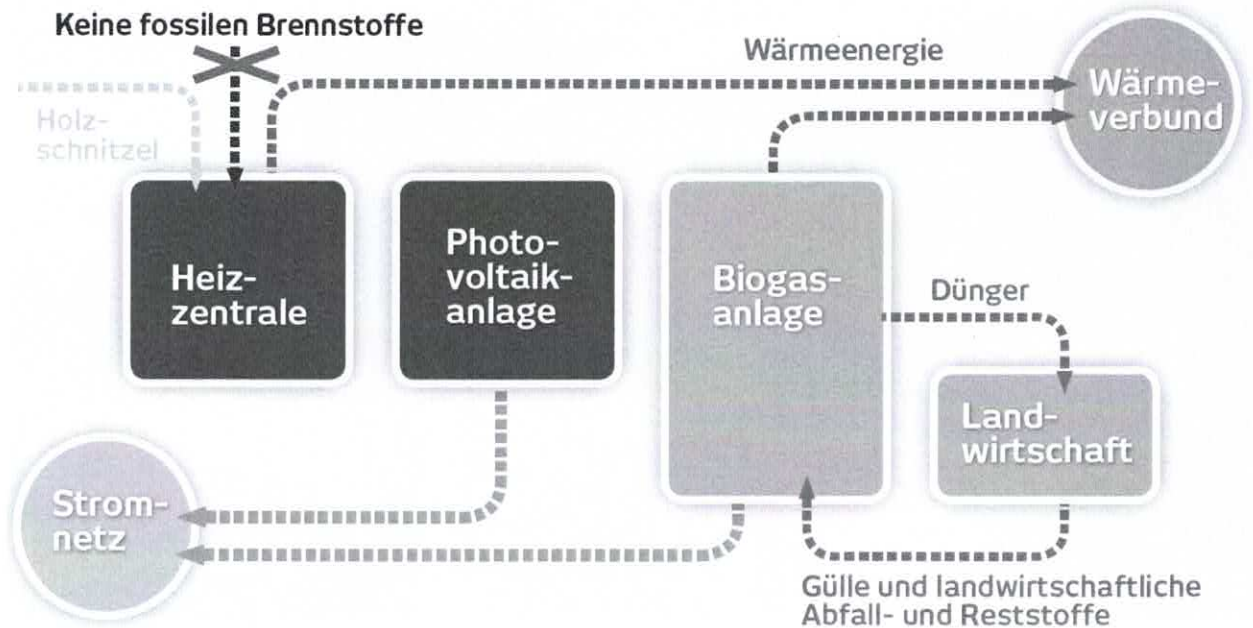 Keine fossilen Brennstoffe
Wärmeenergie
Wärme-
verbund
Holz-
schnitzel
Heiz-
zentrale
Photo-
voltaik-
anlage
Biogas-
anlage
Dünger
Land-
wirtschaft
Strom-
netz
Gülle und landwirtschaftliche
Abfall- und Reststoffe